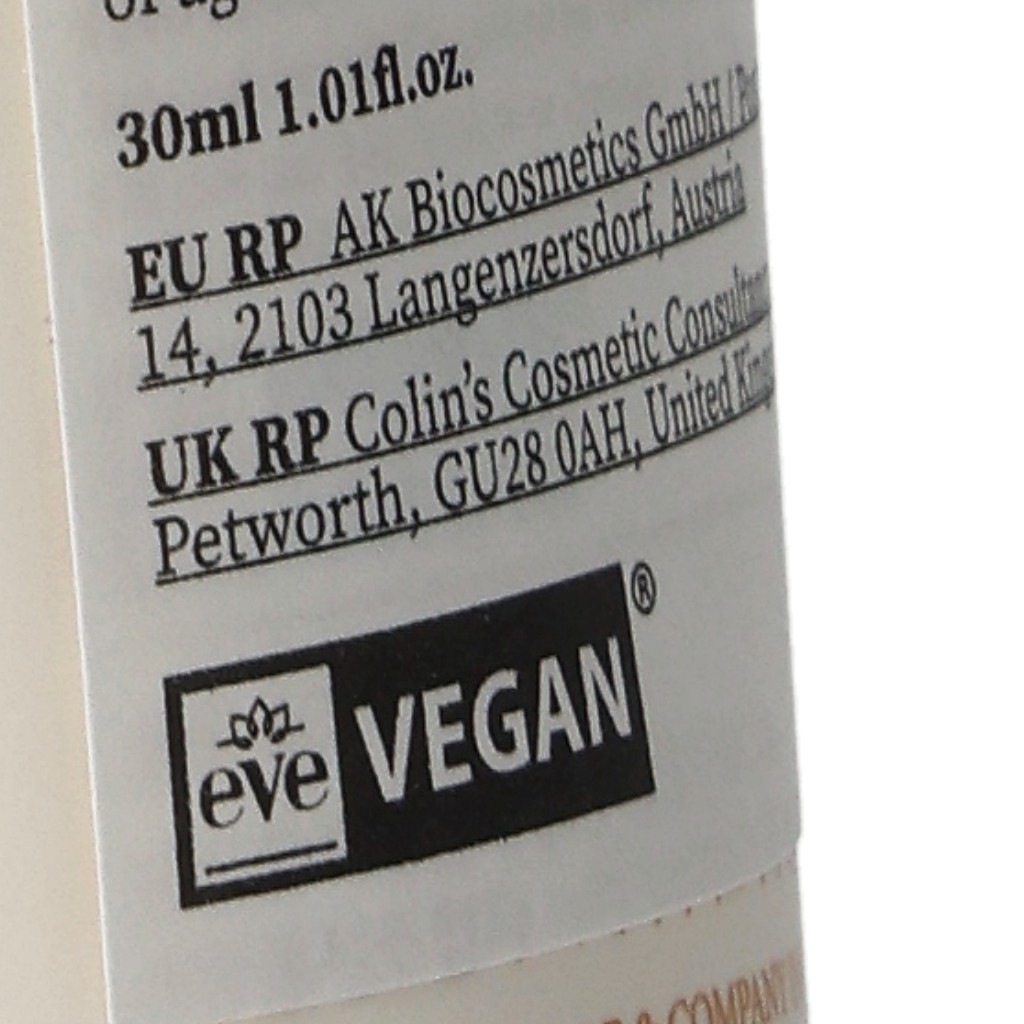 30ml 1.01fl.oz.
EU RP AK Biocosmetics GmbH /
14, 2103 Langenzersdorf, Austria
UK RP Colin's Cosmetic
Petworth, GU28 0AH, United
eve VEGAN®
& COMPANY